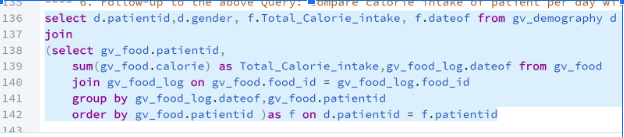 135 6. Follow-up to the above Query: Compare calorie intake of patient per day wi
136 select d.patientid,d.gender, f.Total_Calorie_intake, f.dateof from gv_demography d
137 join
138 (select gv_food.patientid,
139 sum(gv_food.calorie) as Total_Calorie_intake,gv_food_log.dateof from gv_food
140 join gv_food_log on gv_food.food_id = gv_food_log.food_id
141 group by gv_food_log.dateof,gv_food.patientid
142 order by gv_food.patientid )as f on d.patientid = f.patientid
143